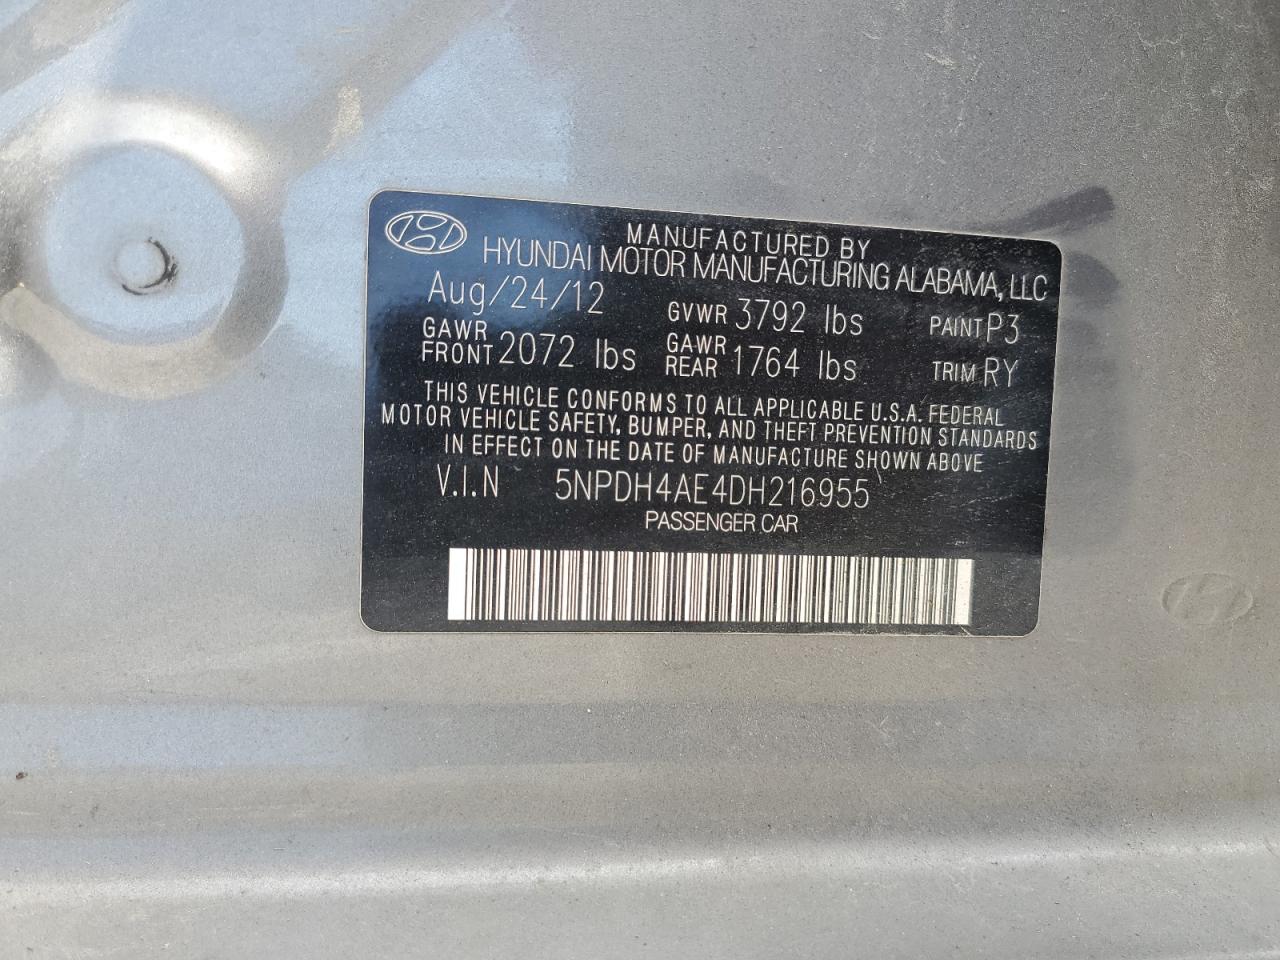 MANUFACTURED BY
HYUNDAI MOTOR MANUFACTURING ALABAMA, LLC
Aug/24/12 GVWR 3792 lbs PAINT P3
GAWR FRONT 2072 lbs GAWR REAR 1764 lbs TRIM RY
THIS VEHICLE CONFORMS TO ALL APPLICABLE U.S.A. FEDERAL
MOTOR VEHICLE SAFETY, BUMPER, AND THEFT PREVENTION STANDARDS
IN EFFECT ON THE DATE OF MANUFACTURE SHOWN ABOVE
V.I.N 5NPDH4AE4DH216955
PASSENGER CAR